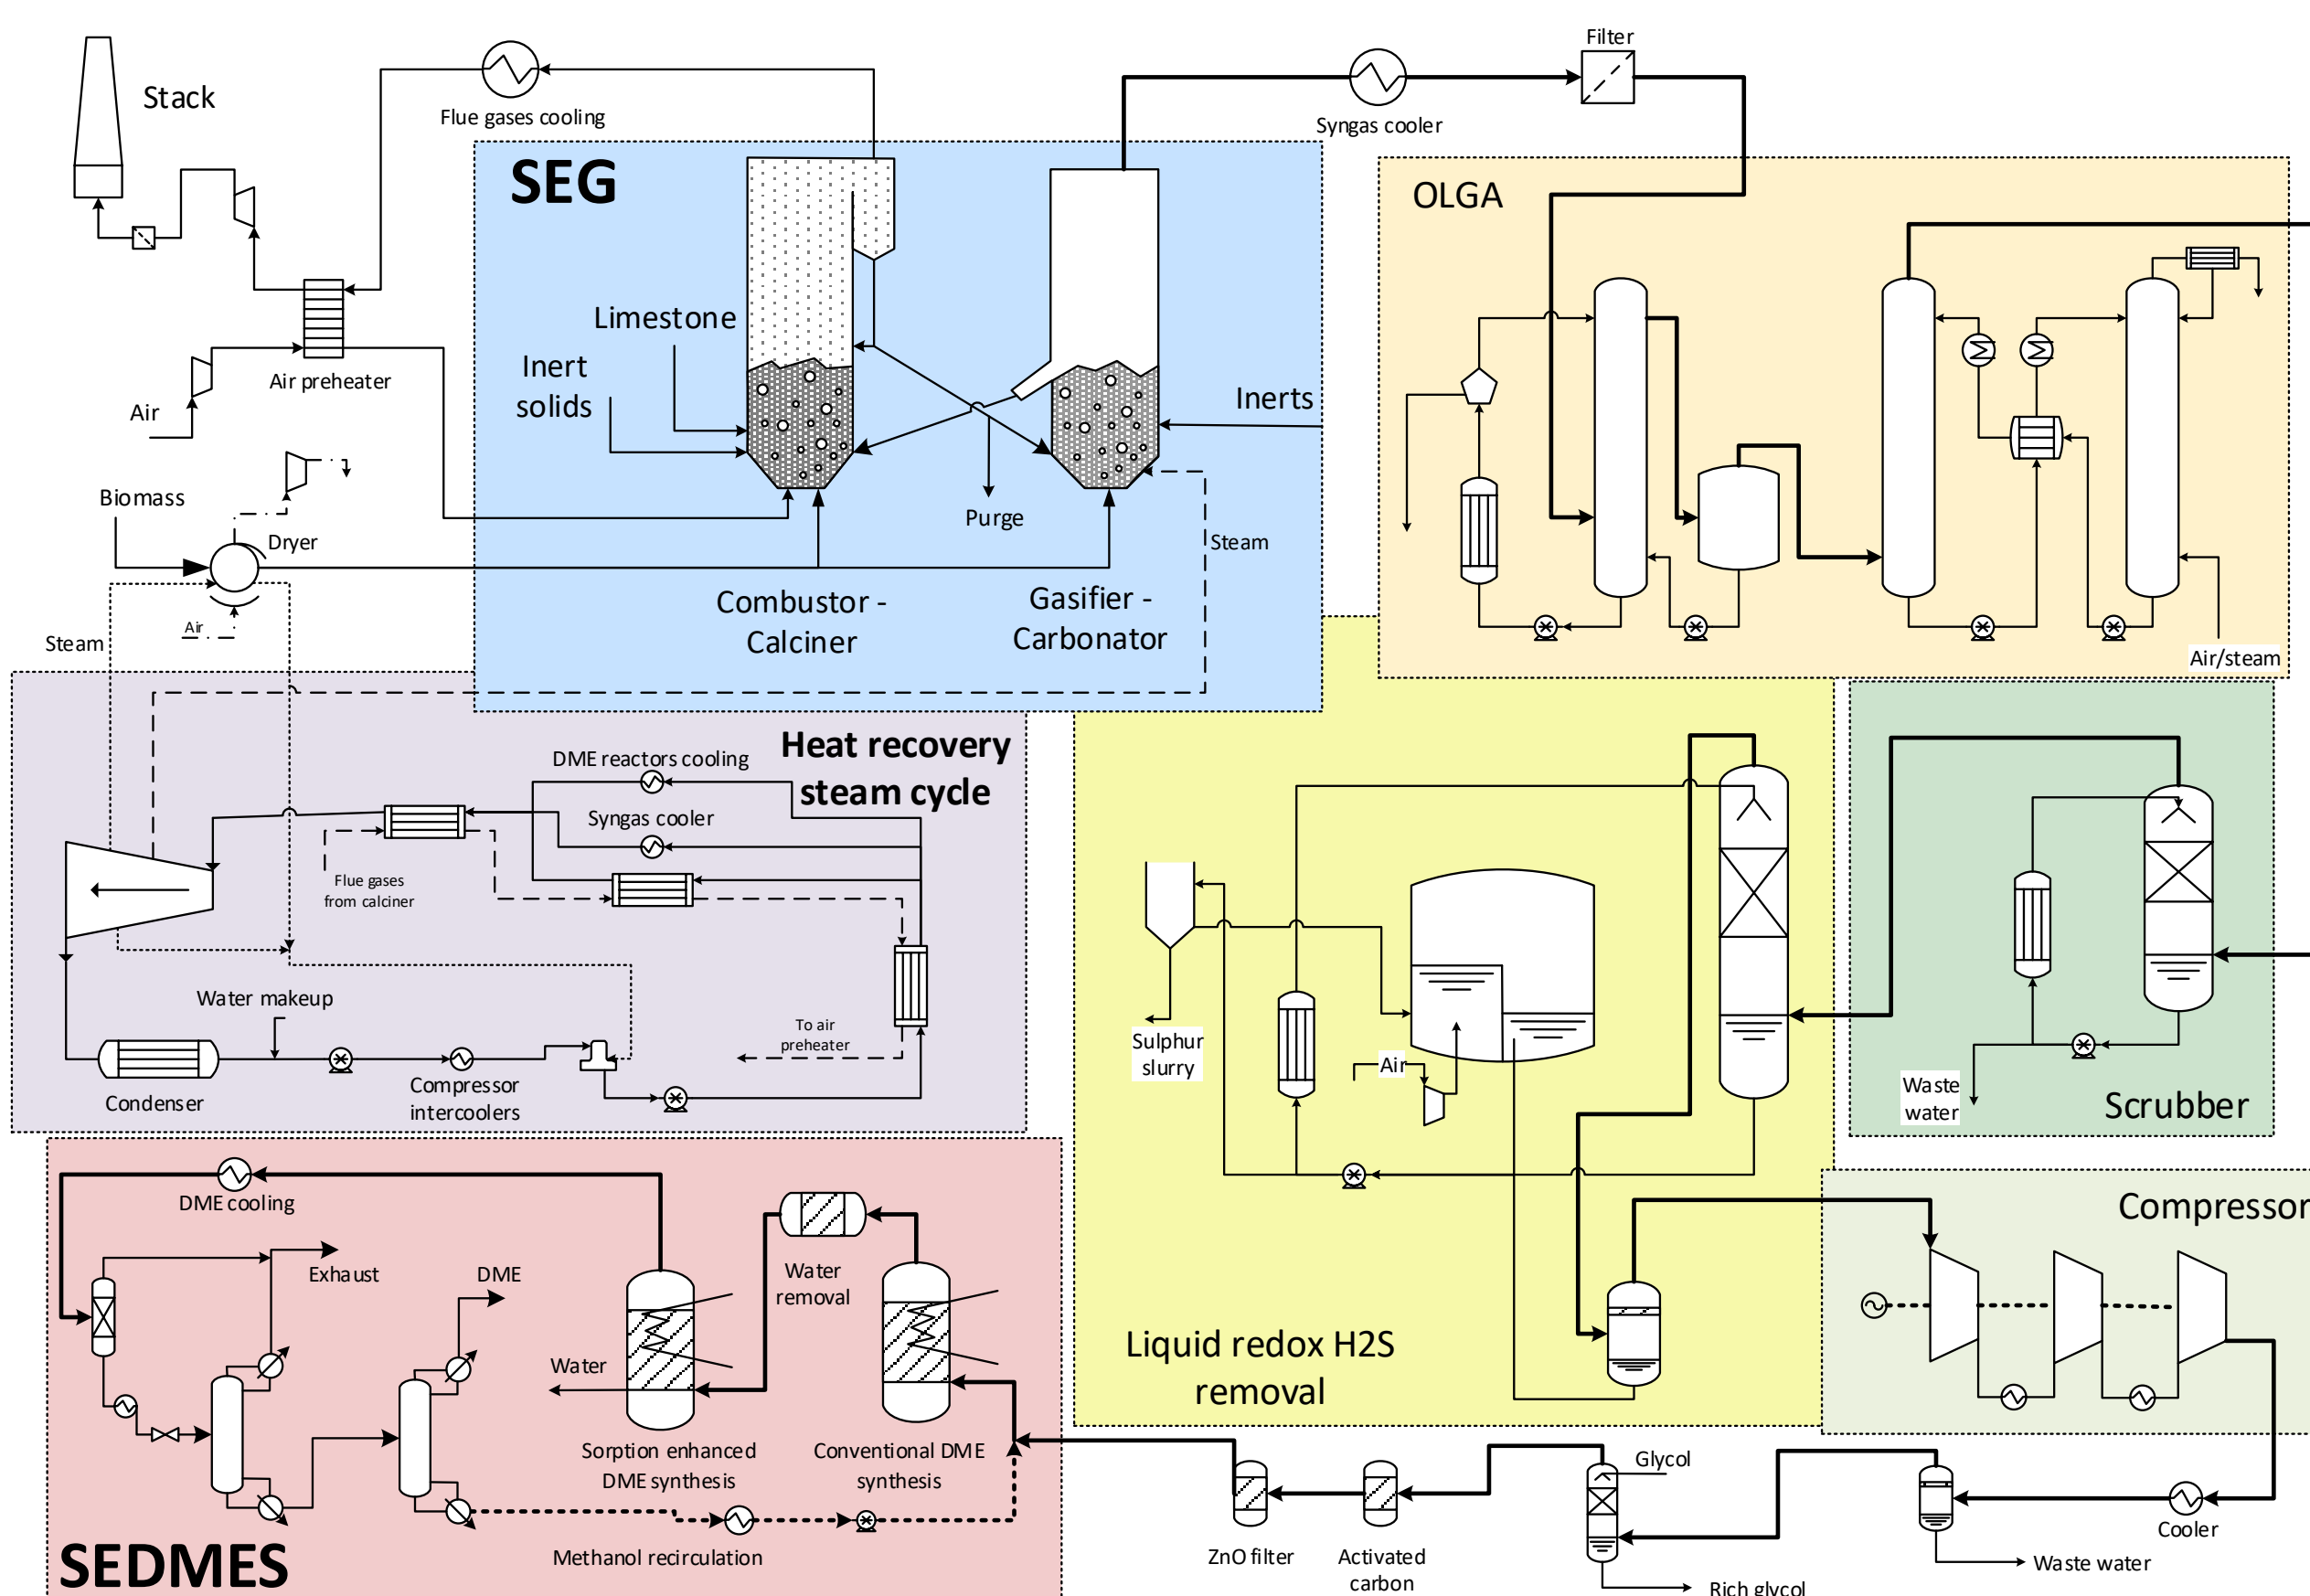 Filter
Stack
Flue gases cooling
Syngas cooler
SEG
OLGA
Limestone
Inert
solids
Air preheater
Inerts
Air
Biomass
Purge
Dryer
Steam
Combustor -
Calciner
Gasifier -
Carbonator
Air
Steam
Air/steam
Heat recovery
steam cycle
DME reactors cooling
Syngas cooler
Flue gases
from calciner
Water makeup
To air
preheater
Condenser
Compressor
intercoolers
Sulphur
slurry
Air
Waste
water
Scrubber
DME cooling
Exhaust
DME
Water
removal
Water
Liquid redox H2S
removal
Compressor
Sorption enhanced
DME synthesis
Conventional DME
synthesis
Methanol recirculation
SEDMES
Glycol
ZnO filter
Activated
carbon
Cooler
Waste water
Rich glycol